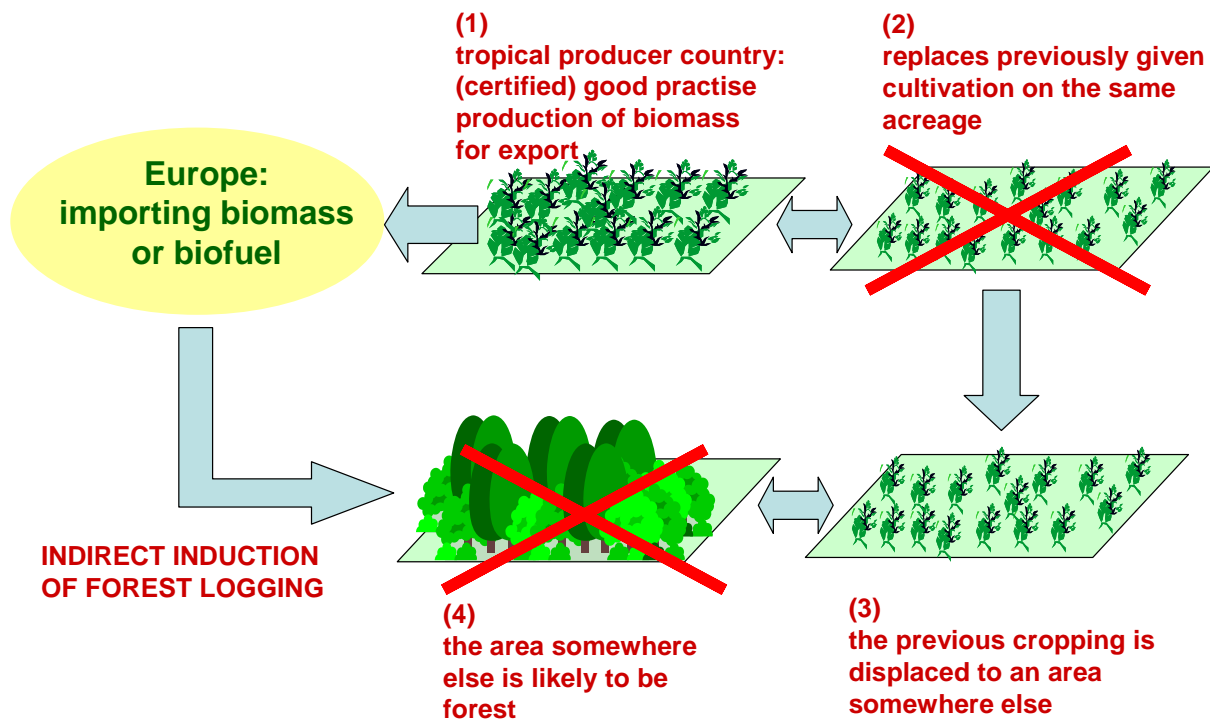 (1)
tropical producer country:
(certified) good practise
production of biomass
for export
(2)
replaces previously given
cultivation on the same
acreage
Europe:
importing biomass
or biofuel
INDIRECT INDUCTION
OF FOREST LOGGING
(4)
the area somewhere
else is likely to be
forest
(3)
the previous cropping is
displaced to an area
somewhere else